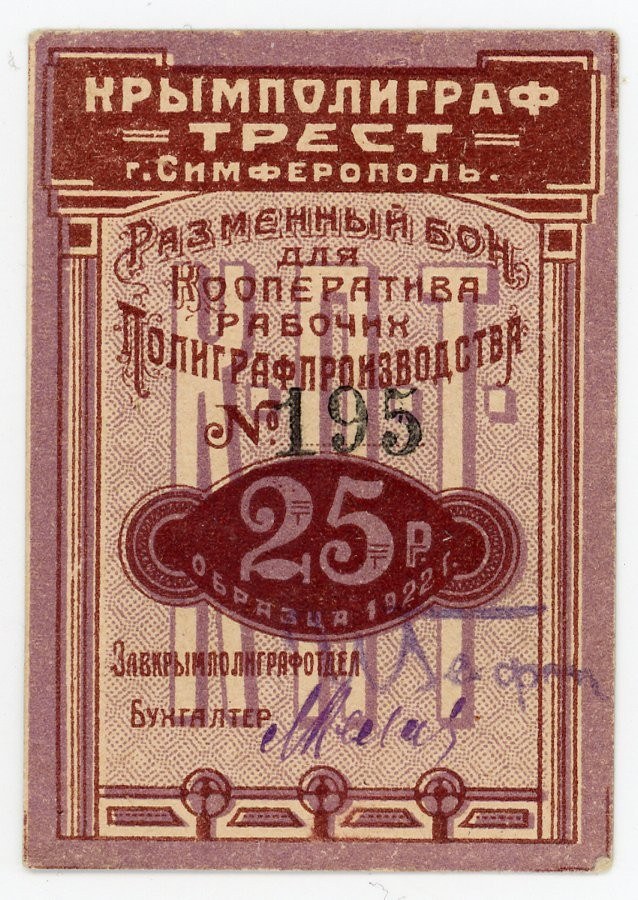 КРЫМПОЛИГРАФ
ТРЕСТ
г. СИМФЕРОПОЛЬ.
РАЗМЕННЫЙ БОН
ДЛЯ
КООПЕРАТИВА
РАБОЧИХ
ПОЛИГРАФПРОИЗВОДСТВА
К.П.Т.
№ 195
25 Р.
ОБРАЗЦА 1922 г.
ЗАВКРЫМПОЛИГРАФОТДЕЛ
БУХГАЛТЕР